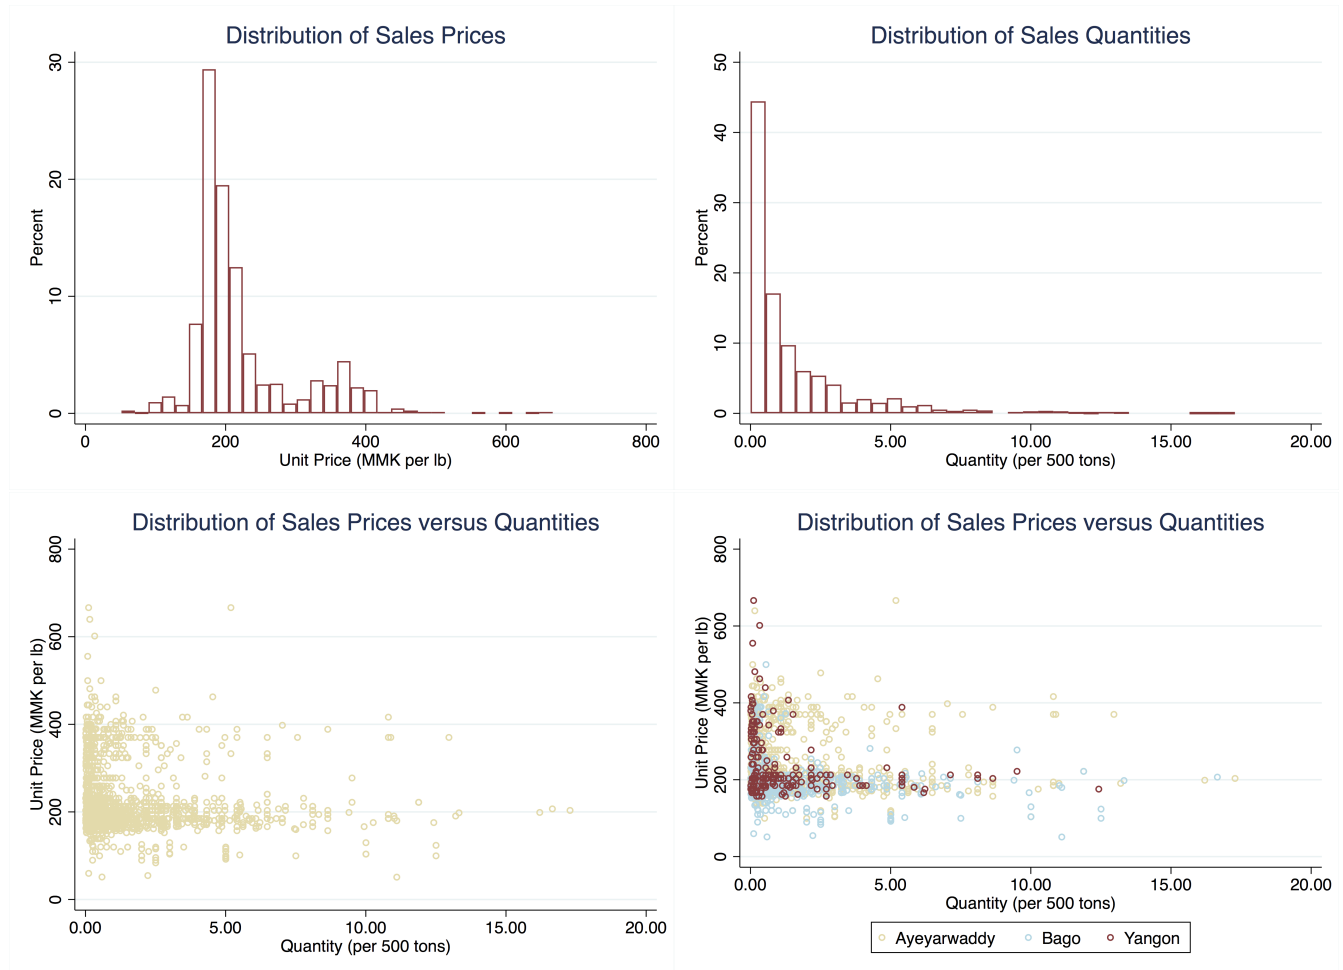 Distribution of Sales Prices
30
20
10
0
Percent
0 200 400 600 800
Unit Price (MMK per lb)
Distribution of Sales Quantities
50
40
30
20
10
0
Percent
0.00 5.00 10.00 15.00 20.00
Quantity (per 500 tons)
Distribution of Sales Prices versus Quantities
800
600
400
200
0
Unit Price (MMK per lb)
0.00 5.00 10.00 15.00 20.00
Quantity (per 500 tons)
Distribution of Sales Prices versus Quantities
800
600
400
200
0
Unit Price (MMK per lb)
0.00 5.00 10.00 15.00 20.00
Quantity (per 500 tons)
Ayeyarwaddy Bago Yangon